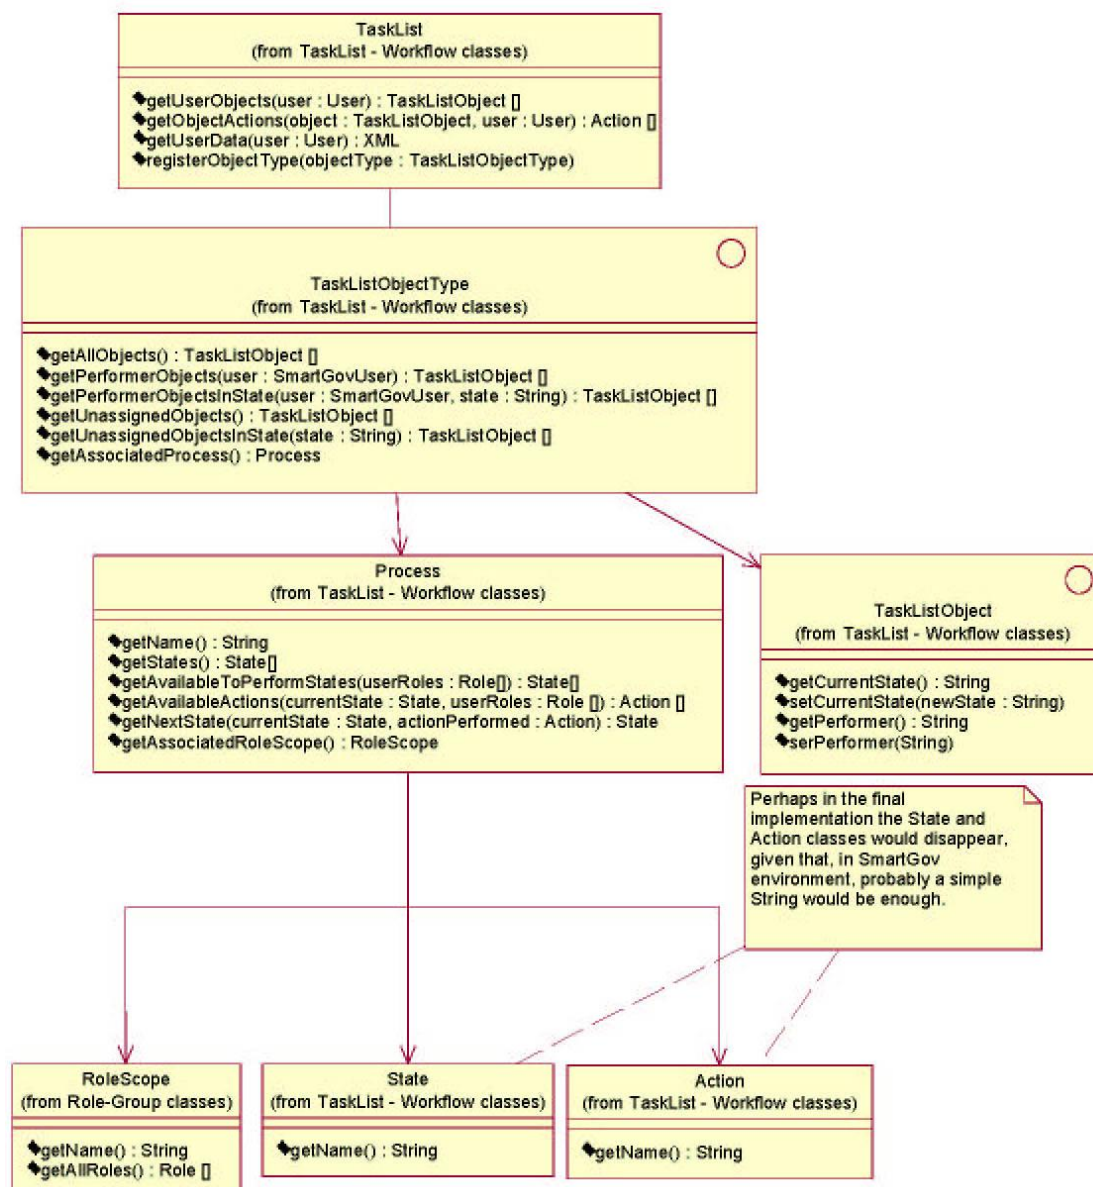 TaskList
(from TaskList - Workflow classes)
getUserObjects(user : User) : TaskListObject []
getObjectActions(object : TaskListObject, user : User) : Action []
getUserData(user : User) : XML
registerObjectType(objectType : TaskListObjectType)
TaskListObjectType
(from TaskList - Workflow classes)
getAllObjects() : TaskListObject []
getPerformerObjects(user : SmartGovUser) : TaskListObject []
getPerformerObjectsInState(user : SmartGovUser, state : String) : TaskListObject []
getUnassignedObjects() : TaskListObject []
getUnassignedObjectsInState(state : String) : TaskListObject []
getAssociatedProcess() : Process
Process
(from TaskList - Workflow classes)
getName() : String
getStates() : State[]
getAvailableToPerformStates(userRoles : Role[]) : State[]
getAvailableActions(currentState : State, userRoles : Role []) : Action []
getNextState(currentState : State, actionPerformed : Action) : State
getAssociatedRoleScope() : RoleScope
TaskListObject
(from TaskList - Workflow classes)
getCurrentState() : String
setCurrentState(newState : String)
getPerformer() : String
serPerformer(String)
Perhaps in the final
implementation the State and
Action classes would disappear,
given that, in SmartGov
environment, probably a simple
String would be enough.
RoleScope
(from Role-Group classes)
getName() : String
getAllRoles() : Role []
State
(from TaskList - Workflow classes)
getName() : String
Action
(from TaskList - Workflow classes)
getName() : String